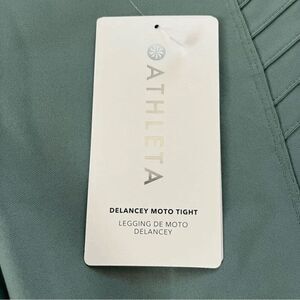 ATHLETA
DELANCEY MOTO TIGHT
LEGGING DE MOTO
DELANCEY